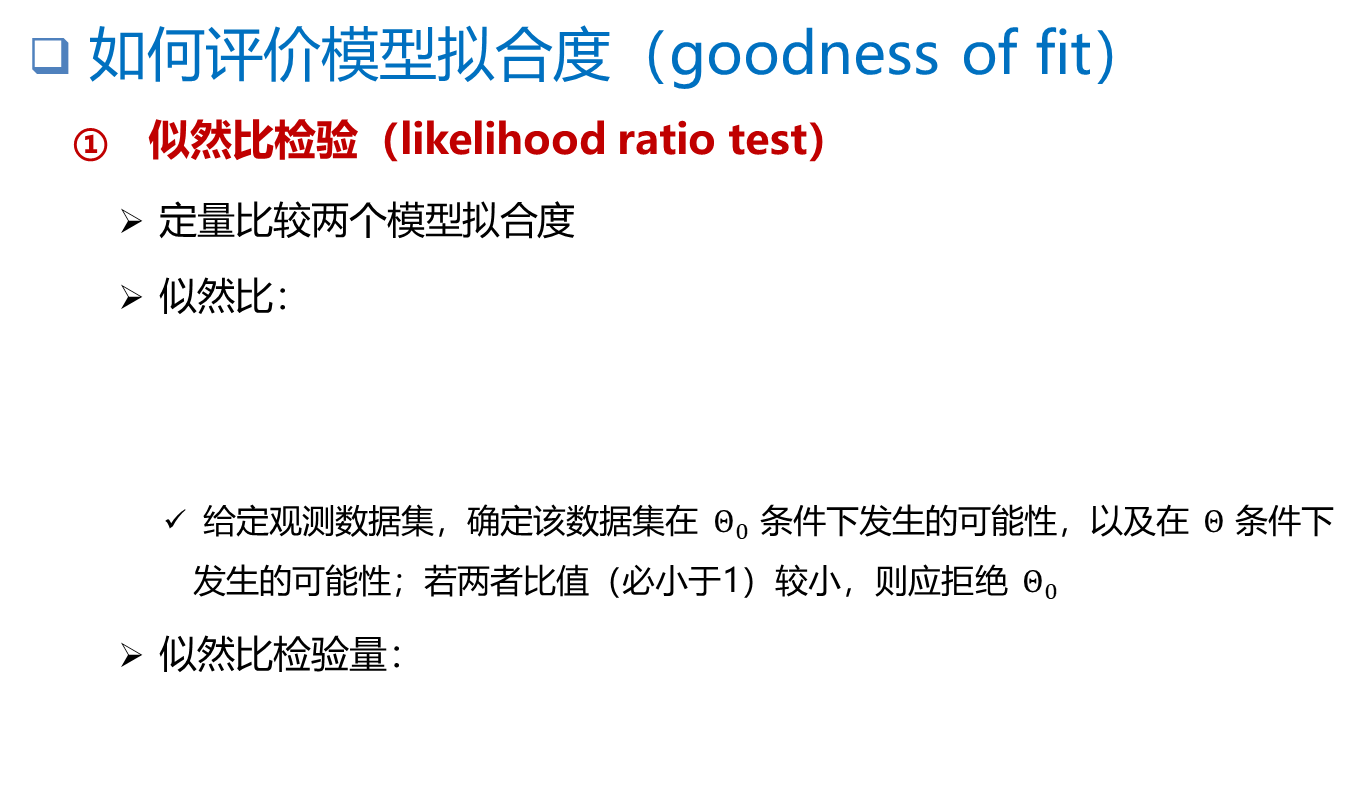 如何评价模型拟合度（goodness of fit）
① 似然比检验（likelihood ratio test）
➢ 定量比较两个模型拟合度
➢ 似然比：
✓ 给定观测数据集，确定该数据集在 Θ₀ 条件下发生的可能性，以及在 Θ 条件下
发生的可能性；若两者比值（必小于1）较小，则应拒绝 Θ₀
➢ 似然比检验量：